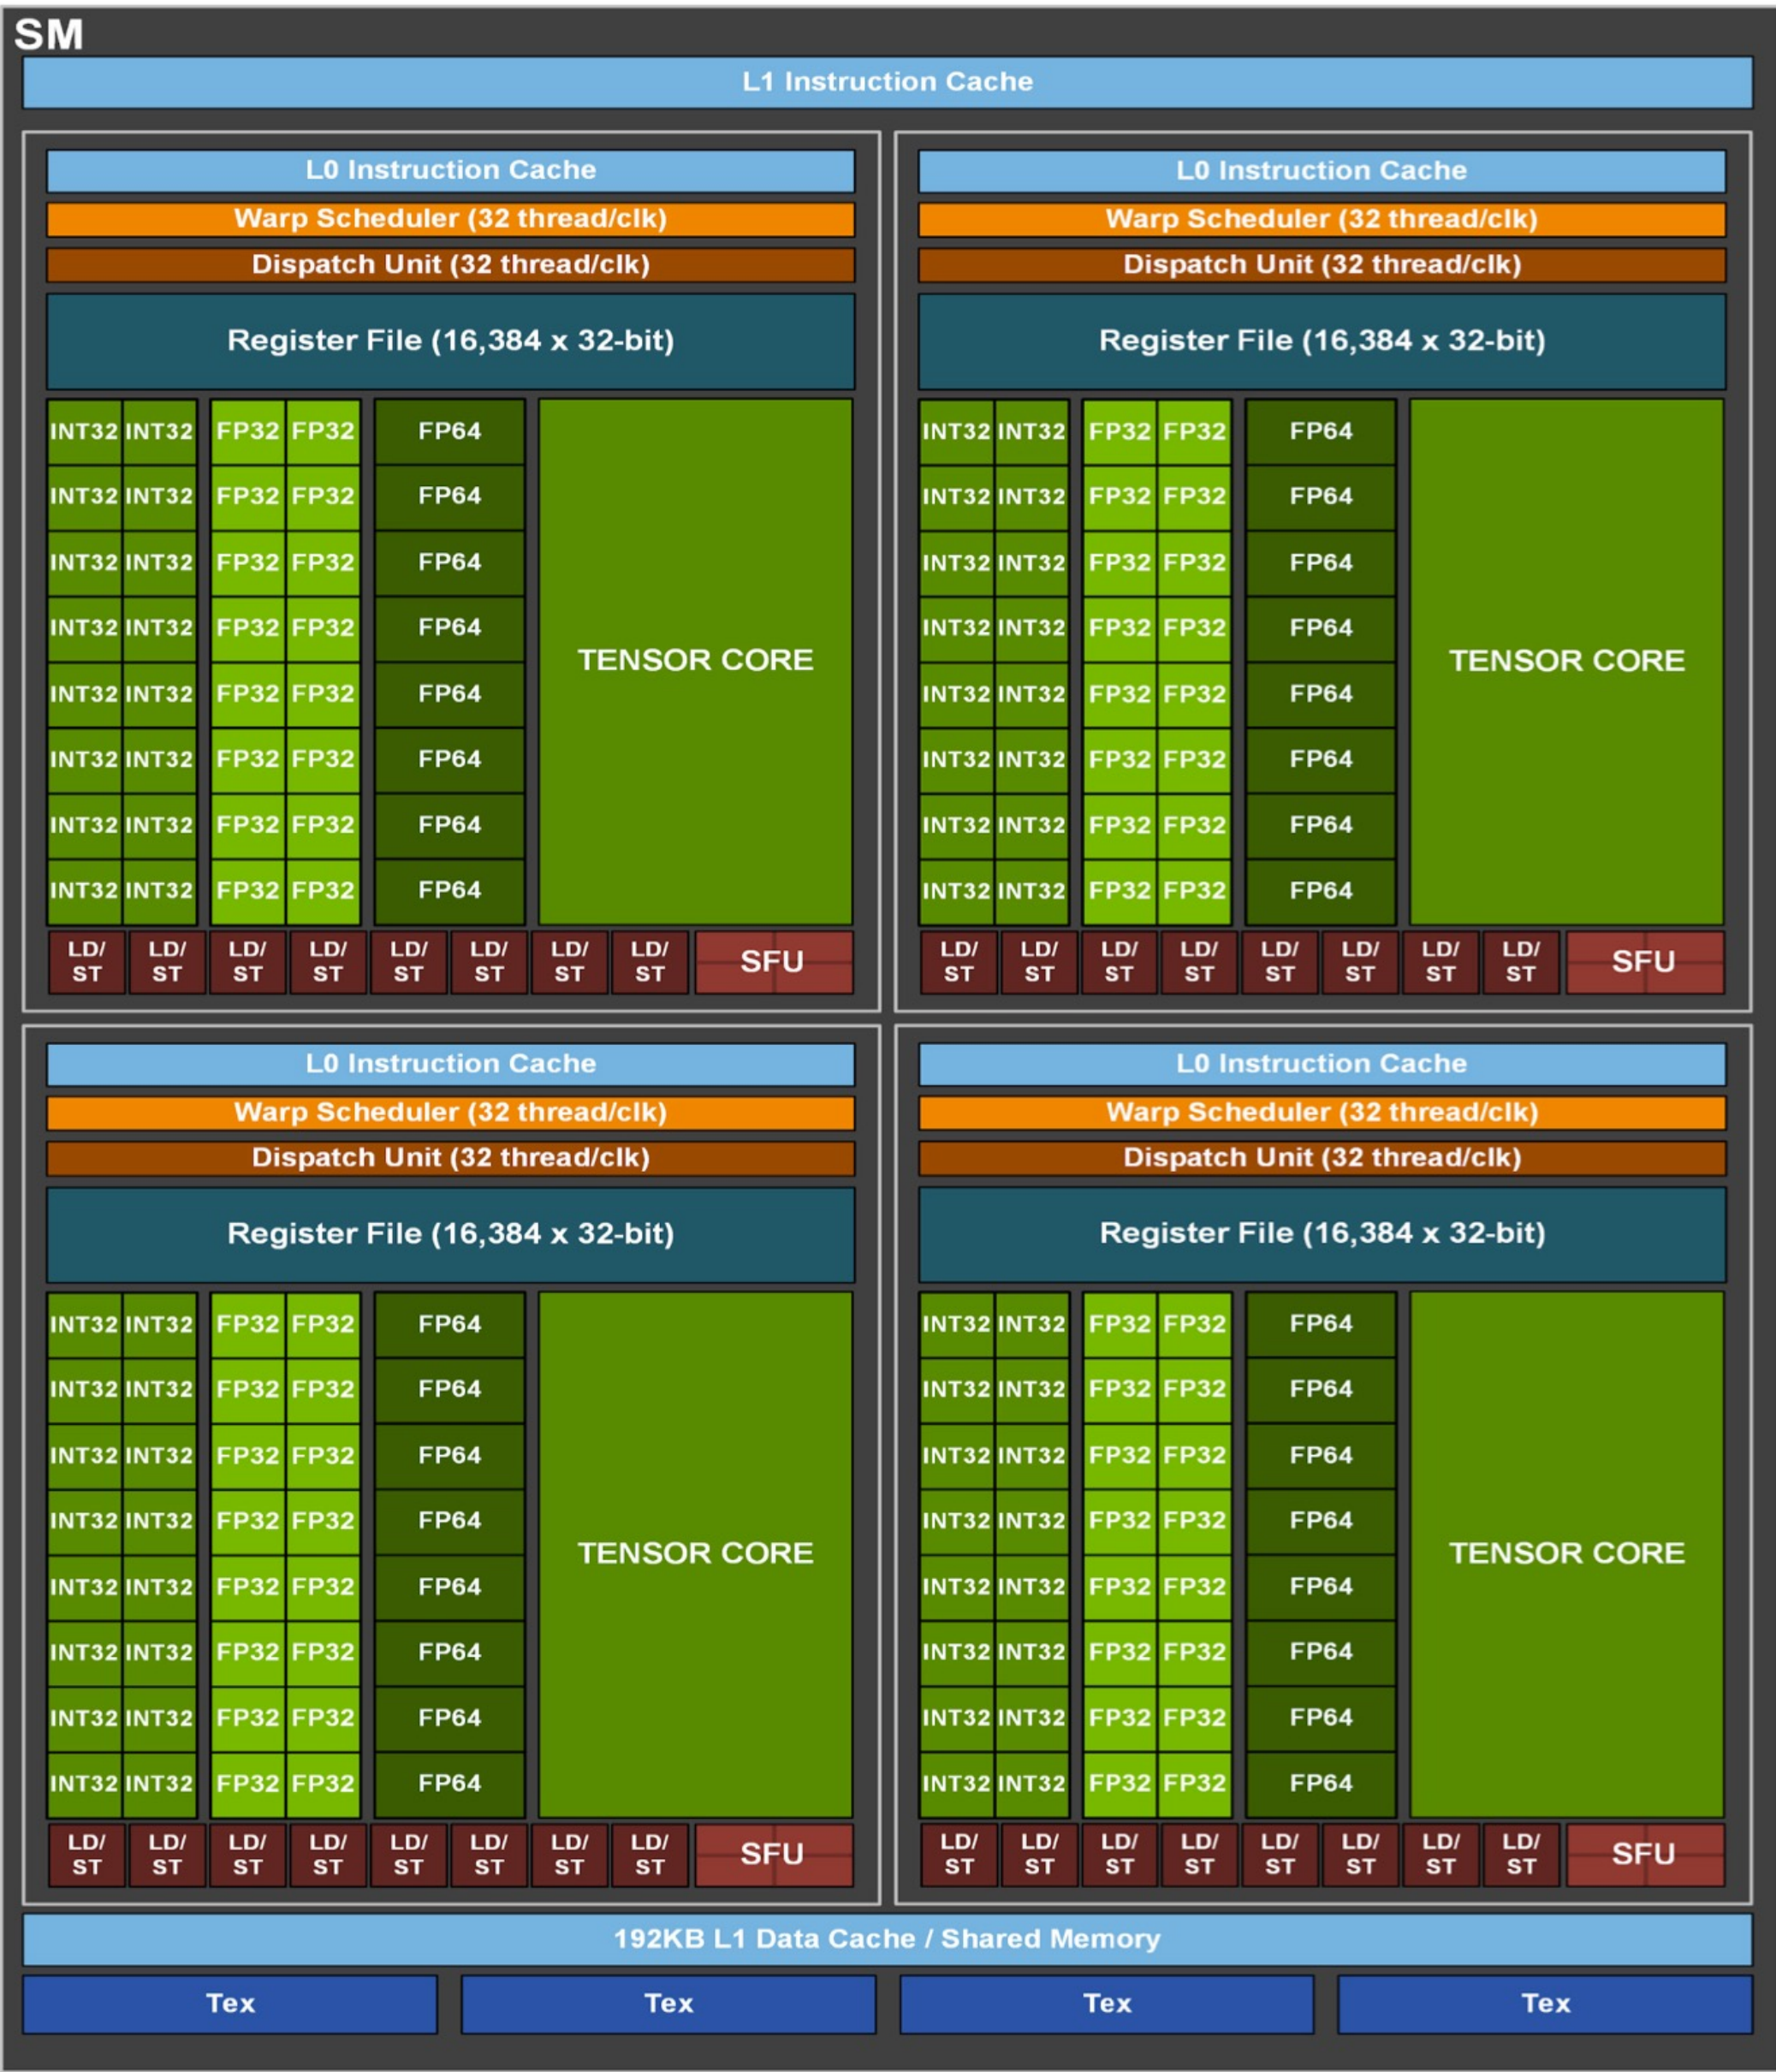 SM
L1 Instruction Cache
L0 Instruction Cache
Warp Scheduler (32 thread/clk)
Dispatch Unit (32 thread/clk)
Register File (16,384 x 32-bit)
INT32 INT32 FP32 FP32 FP64
INT32 INT32 FP32 FP32 FP64
INT32 INT32 FP32 FP32 FP64
INT32 INT32 FP32 FP32 FP64
INT32 INT32 FP32 FP32 FP64
INT32 INT32 FP32 FP32 FP64
INT32 INT32 FP32 FP32 FP64
INT32 INT32 FP32 FP32 FP64
TENSOR CORE
LD/ LD/ LD/ LD/ LD/ LD/ LD/ LD/
ST ST ST ST ST ST ST ST
SFU
L0 Instruction Cache
Warp Scheduler (32 thread/clk)
Dispatch Unit (32 thread/clk)
Register File (16,384 x 32-bit)
INT32 INT32 FP32 FP32 FP64
INT32 INT32 FP32 FP32 FP64
INT32 INT32 FP32 FP32 FP64
INT32 INT32 FP32 FP32 FP64
INT32 INT32 FP32 FP32 FP64
INT32 INT32 FP32 FP32 FP64
INT32 INT32 FP32 FP32 FP64
INT32 INT32 FP32 FP32 FP64
TENSOR CORE
LD/ LD/ LD/ LD/ LD/ LD/ LD/ LD/
ST ST ST ST ST ST ST ST
SFU
L0 Instruction Cache
Warp Scheduler (32 thread/clk)
Dispatch Unit (32 thread/clk)
Register File (16,384 x 32-bit)
INT32 INT32 FP32 FP32 FP64
INT32 INT32 FP32 FP32 FP64
INT32 INT32 FP32 FP32 FP64
INT32 INT32 FP32 FP32 FP64
INT32 INT32 FP32 FP32 FP64
INT32 INT32 FP32 FP32 FP64
INT32 INT32 FP32 FP32 FP64
INT32 INT32 FP32 FP32 FP64
TENSOR CORE
LD/ LD/ LD/ LD/ LD/ LD/ LD/ LD/
ST ST ST ST ST ST ST ST
SFU
L0 Instruction Cache
Warp Scheduler (32 thread/clk)
Dispatch Unit (32 thread/clk)
Register File (16,384 x 32-bit)
INT32 INT32 FP32 FP32 FP64
INT32 INT32 FP32 FP32 FP64
INT32 INT32 FP32 FP32 FP64
INT32 INT32 FP32 FP32 FP64
INT32 INT32 FP32 FP32 FP64
INT32 INT32 FP32 FP32 FP64
INT32 INT32 FP32 FP32 FP64
INT32 INT32 FP32 FP32 FP64
TENSOR CORE
LD/ LD/ LD/ LD/ LD/ LD/ LD/ LD/
ST ST ST ST ST ST ST ST
SFU
192KB L1 Data Cache / Shared Memory
Tex Tex Tex Tex